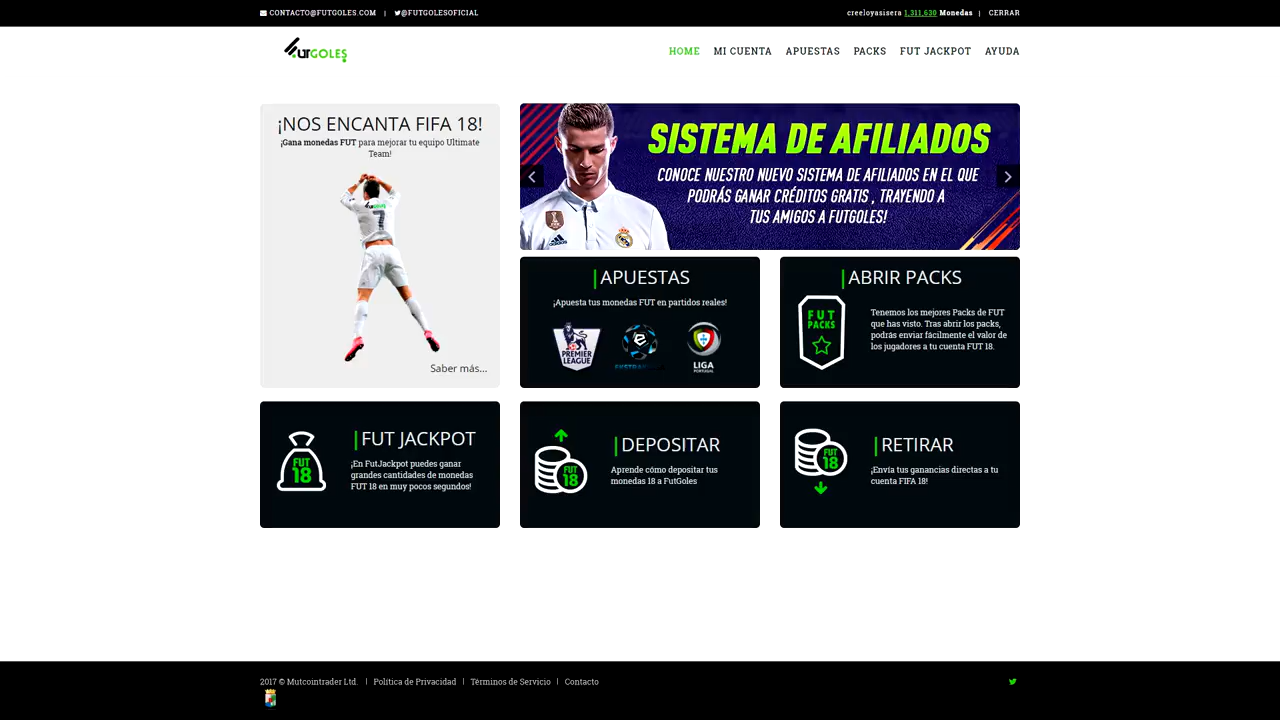 CONTACTO@FUTGOLES.COM | @FUTGOLESOFICIAL
creeloyasisera 1,311,630 Monedas | CERRAR
FUTGOLES
HOME MI CUENTA APUESTAS PACKS FUT JACKPOT AYUDA
¡NOS ENCANTA FIFA 18!
¡Gana monedas FUT para mejorar tu equipo Ultimate
Team!
7
Saber más...
SISTEMA DE AFILIADOS
CONOCE NUESTRO NUEVO SISTEMA DE AFILIADOS EN EL QUE
PODRÁS GANAR CRÉDITOS GRATIS , TRAYENDO A
TUS AMIGOS A FUTGOLES!
adidas
|APUESTAS
¡Apuesta tus monedas FUT en partidos reales!
PREMIER
LEAGUE
LIGA
PORTUGAL
|ABRIR PACKS
FUT
PACKS
Tenemos los mejores Packs de FUT
que has visto. Tras abrir los packs,
podrás enviar fácilmente el valor de
los jugadores a tu cuenta FUT 18.
|FUT JACKPOT
FUT
18
¡En FutJackpot puedes ganar
grandes cantidades de monedas
FUT 18 en muy pocos segundos!
|DEPOSITAR
FUT
18
Aprende cómo depositar tus
monedas 18 a FutGoles
|RETIRAR
FUT
18
¡Envía tus ganancias directas a tu
cuenta FIFA 18!
2017 © Mutcointrader Ltd. | Política de Privacidad | Términos de Servicio | Contacto